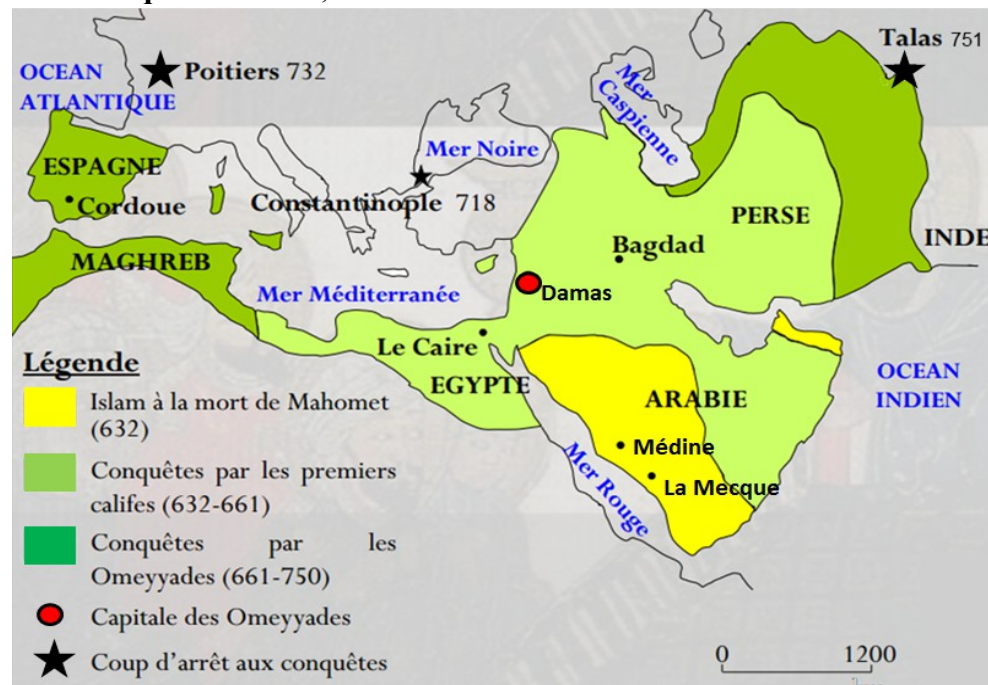 Talas 751
OCEAN
ATLANTIQUE
Poitiers 732
Mer
Caspienne
Mer Noire
ESPAGNE
Cordoue
Constantinople 718
PERSE
Bagdad
INDE
MAGHREB
Mer Méditerranée
Damas
Le Caire
EGYPTE
ARABIE
OCEAN
INDIEN
Médine
La Mecque
Mer Rouge
Légende
Islam à la mort de Mahomet
(632)
Conquêtes par les premiers
califes (632-661)
Conquêtes par les
Omeyyades (661-750)
Capitale des Omeyyades
Coup d'arrêt aux conquêtes
0 1200